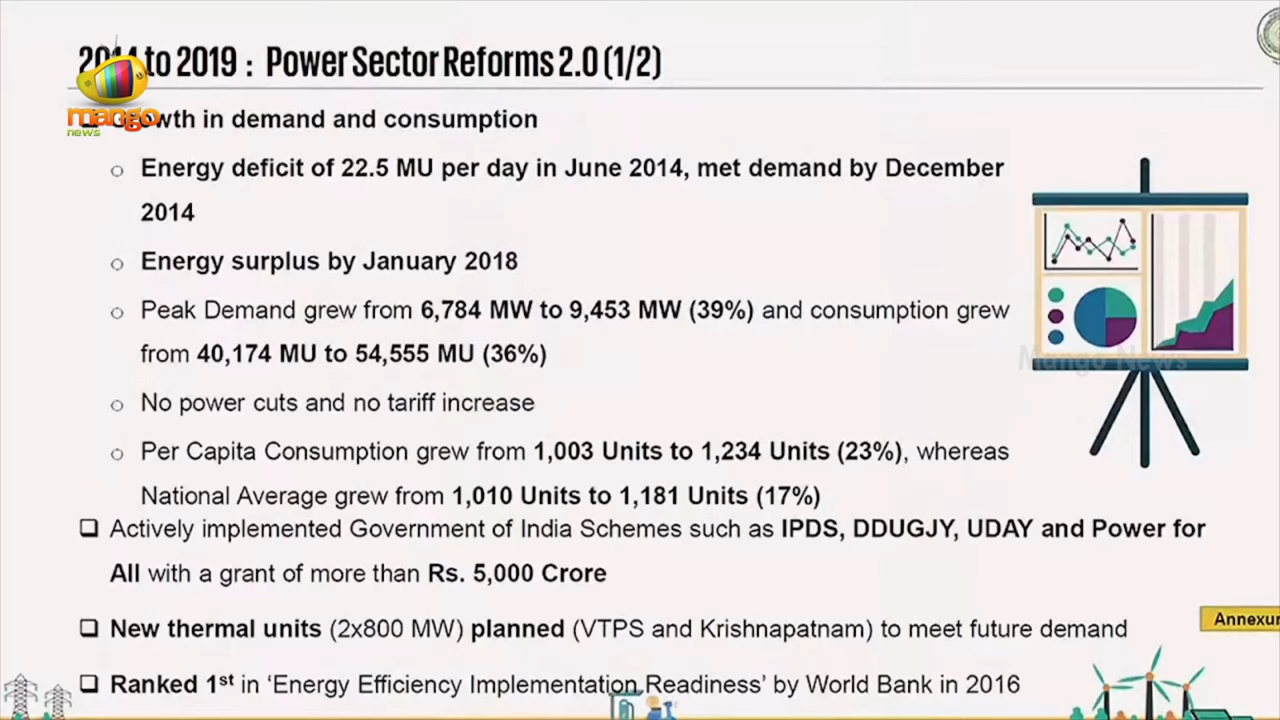 2014 to 2019 : Power Sector Reforms 2.0 (1/2)
mango
news
Growth in demand and consumption
Energy deficit of 22.5 MU per day in June 2014, met demand by December
2014
Energy surplus by January 2018
Peak Demand grew from 6,784 MW to 9,453 MW (39%) and consumption grew
from 40,174 MU to 54,555 MU (36%)
Mango News
No power cuts and no tariff increase
Per Capita Consumption grew from 1,003 Units to 1,234 Units (23%), whereas
National Average grew from 1,010 Units to 1,181 Units (17%)
Actively implemented Government of India Schemes such as IPDS, DDUGJY, UDAY and Power for
All with a grant of more than Rs. 5,000 Crore
Annexur
New thermal units (2x800 MW) planned (VTPS and Krishnapatnam) to meet future demand
Ranked 1st in ‘Energy Efficiency Implementation Readiness’ by World Bank in 2016